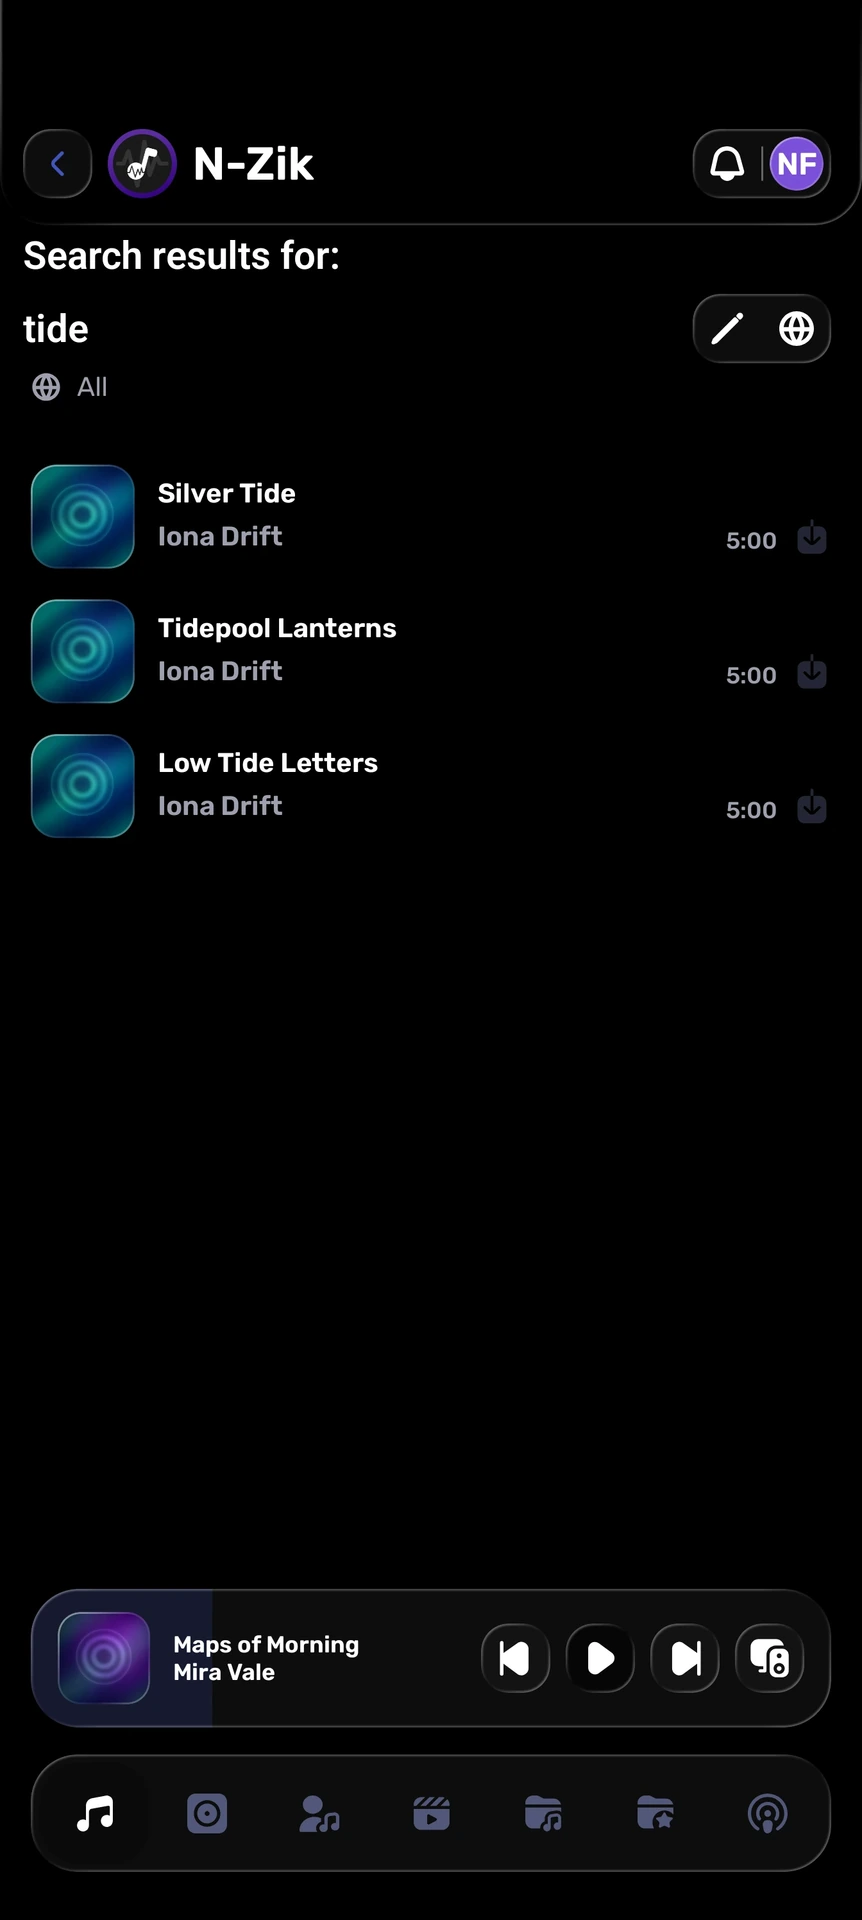 N-Zik
NF
Search results for:
tide
All
Silver Tide
Iona Drift
5:00
Tidepool Lanterns
Iona Drift
5:00
Low Tide Letters
Iona Drift
5:00
Maps of Morning
Mira Vale